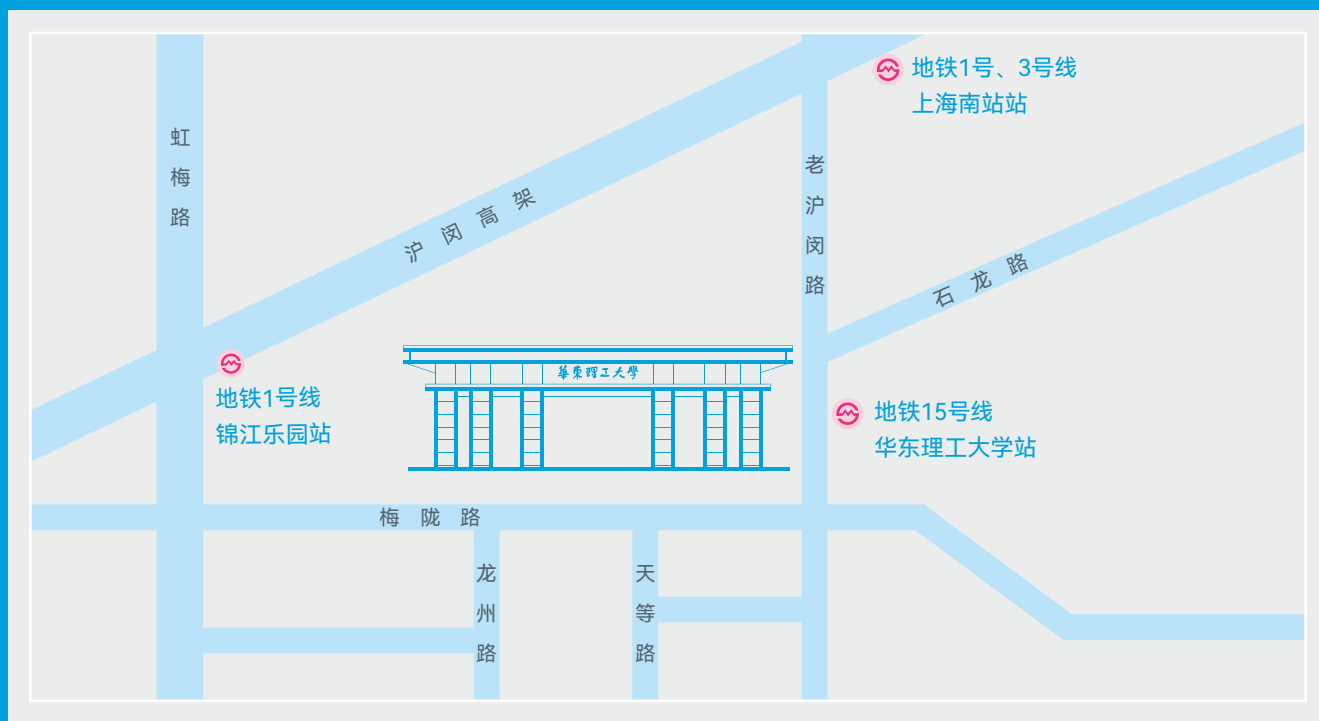 地铁1号、3号线
上海南站站
虹梅路
老沪闵路
沪闵高架
石龙路
華東理工大學
地铁1号线
锦江乐园站
地铁15号线
华东理工大学站
梅陇路
龙州路
天等路